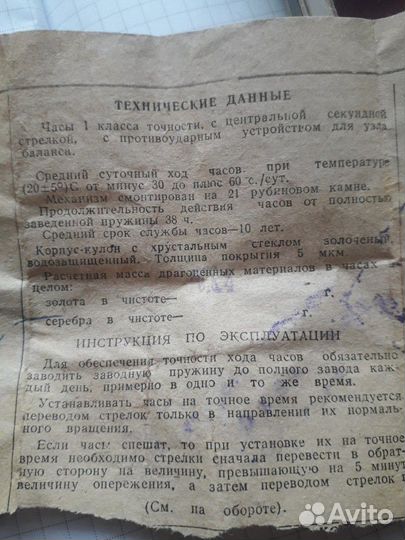 ТЕХНИЧЕСКИЕ ДАННЫЕ
Часы 1 класса точности, с центральной секундной
стрелкой, с противоударным устройством для узла
баланса.
Средний суточный ход часов при температуре
(20±5°)С от минус 30 до плюс 60 с./сут.
Механизм смонтирован на 21 рубиновом камне.
Продолжительность действия часов от полностью
заведенной пружины 38 ч.
Средний срок службы часов—10 лет.
Корпус-кулон с хрустальным стеклом золоченый,
водозащищенный. Толщина покрытия 5 мкм.
Расчетная масса драгоценных материалов в часах
целом:
золота в чистоте— г.
серебра в чистоте— г.
ИНСТРУКЦИЯ ПО ЭКСПЛУАТАЦИИ
Для обеспечения точности хода часов обязательно
заводить заводную пружину до полного завода каж-
дый день, примерно в одно и то же время.
Устанавливать часы на точное время рекомендуется
переводом стрелок только в направлении их нормаль-
ного вращения.
Если часы спешат, то при установке их на точное
время необходимо стрелки сначала перевести в обрат-
ную сторону на величину, превышающую на 5 минут
величину опережения, а затем переводом стрелок
(См. на обороте).
Avito